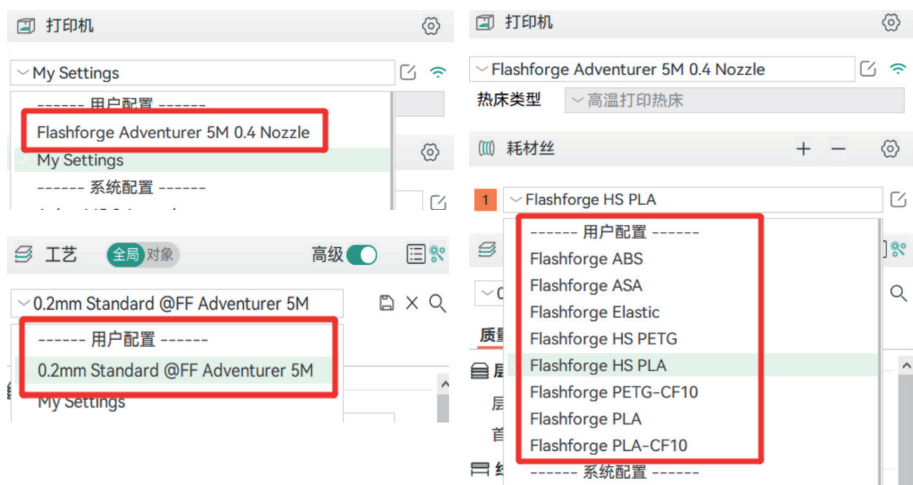 打印机
My Settings
------ 用户配置 ------
Flashforge Adventurer 5M 0.4 Nozzle
My Settings
------ 系统配置 ------
工艺
全局 对象
高级
0.2mm Standard @FF Adventurer 5M
------ 用户配置 ------
0.2mm Standard @FF Adventurer 5M
My Settings
打印机
Flashforge Adventurer 5M 0.4 Nozzle
热床类型 高温打印热床
耗材丝
1 Flashforge HS PLA
------ 用户配置 ------
Flashforge ABS
Flashforge ASA
Flashforge Elastic
Flashforge HS PETG
Flashforge HS PLA
Flashforge PETG-CF10
Flashforge PLA
Flashforge PLA-CF10
------ 系统配置 ------
质
层
首